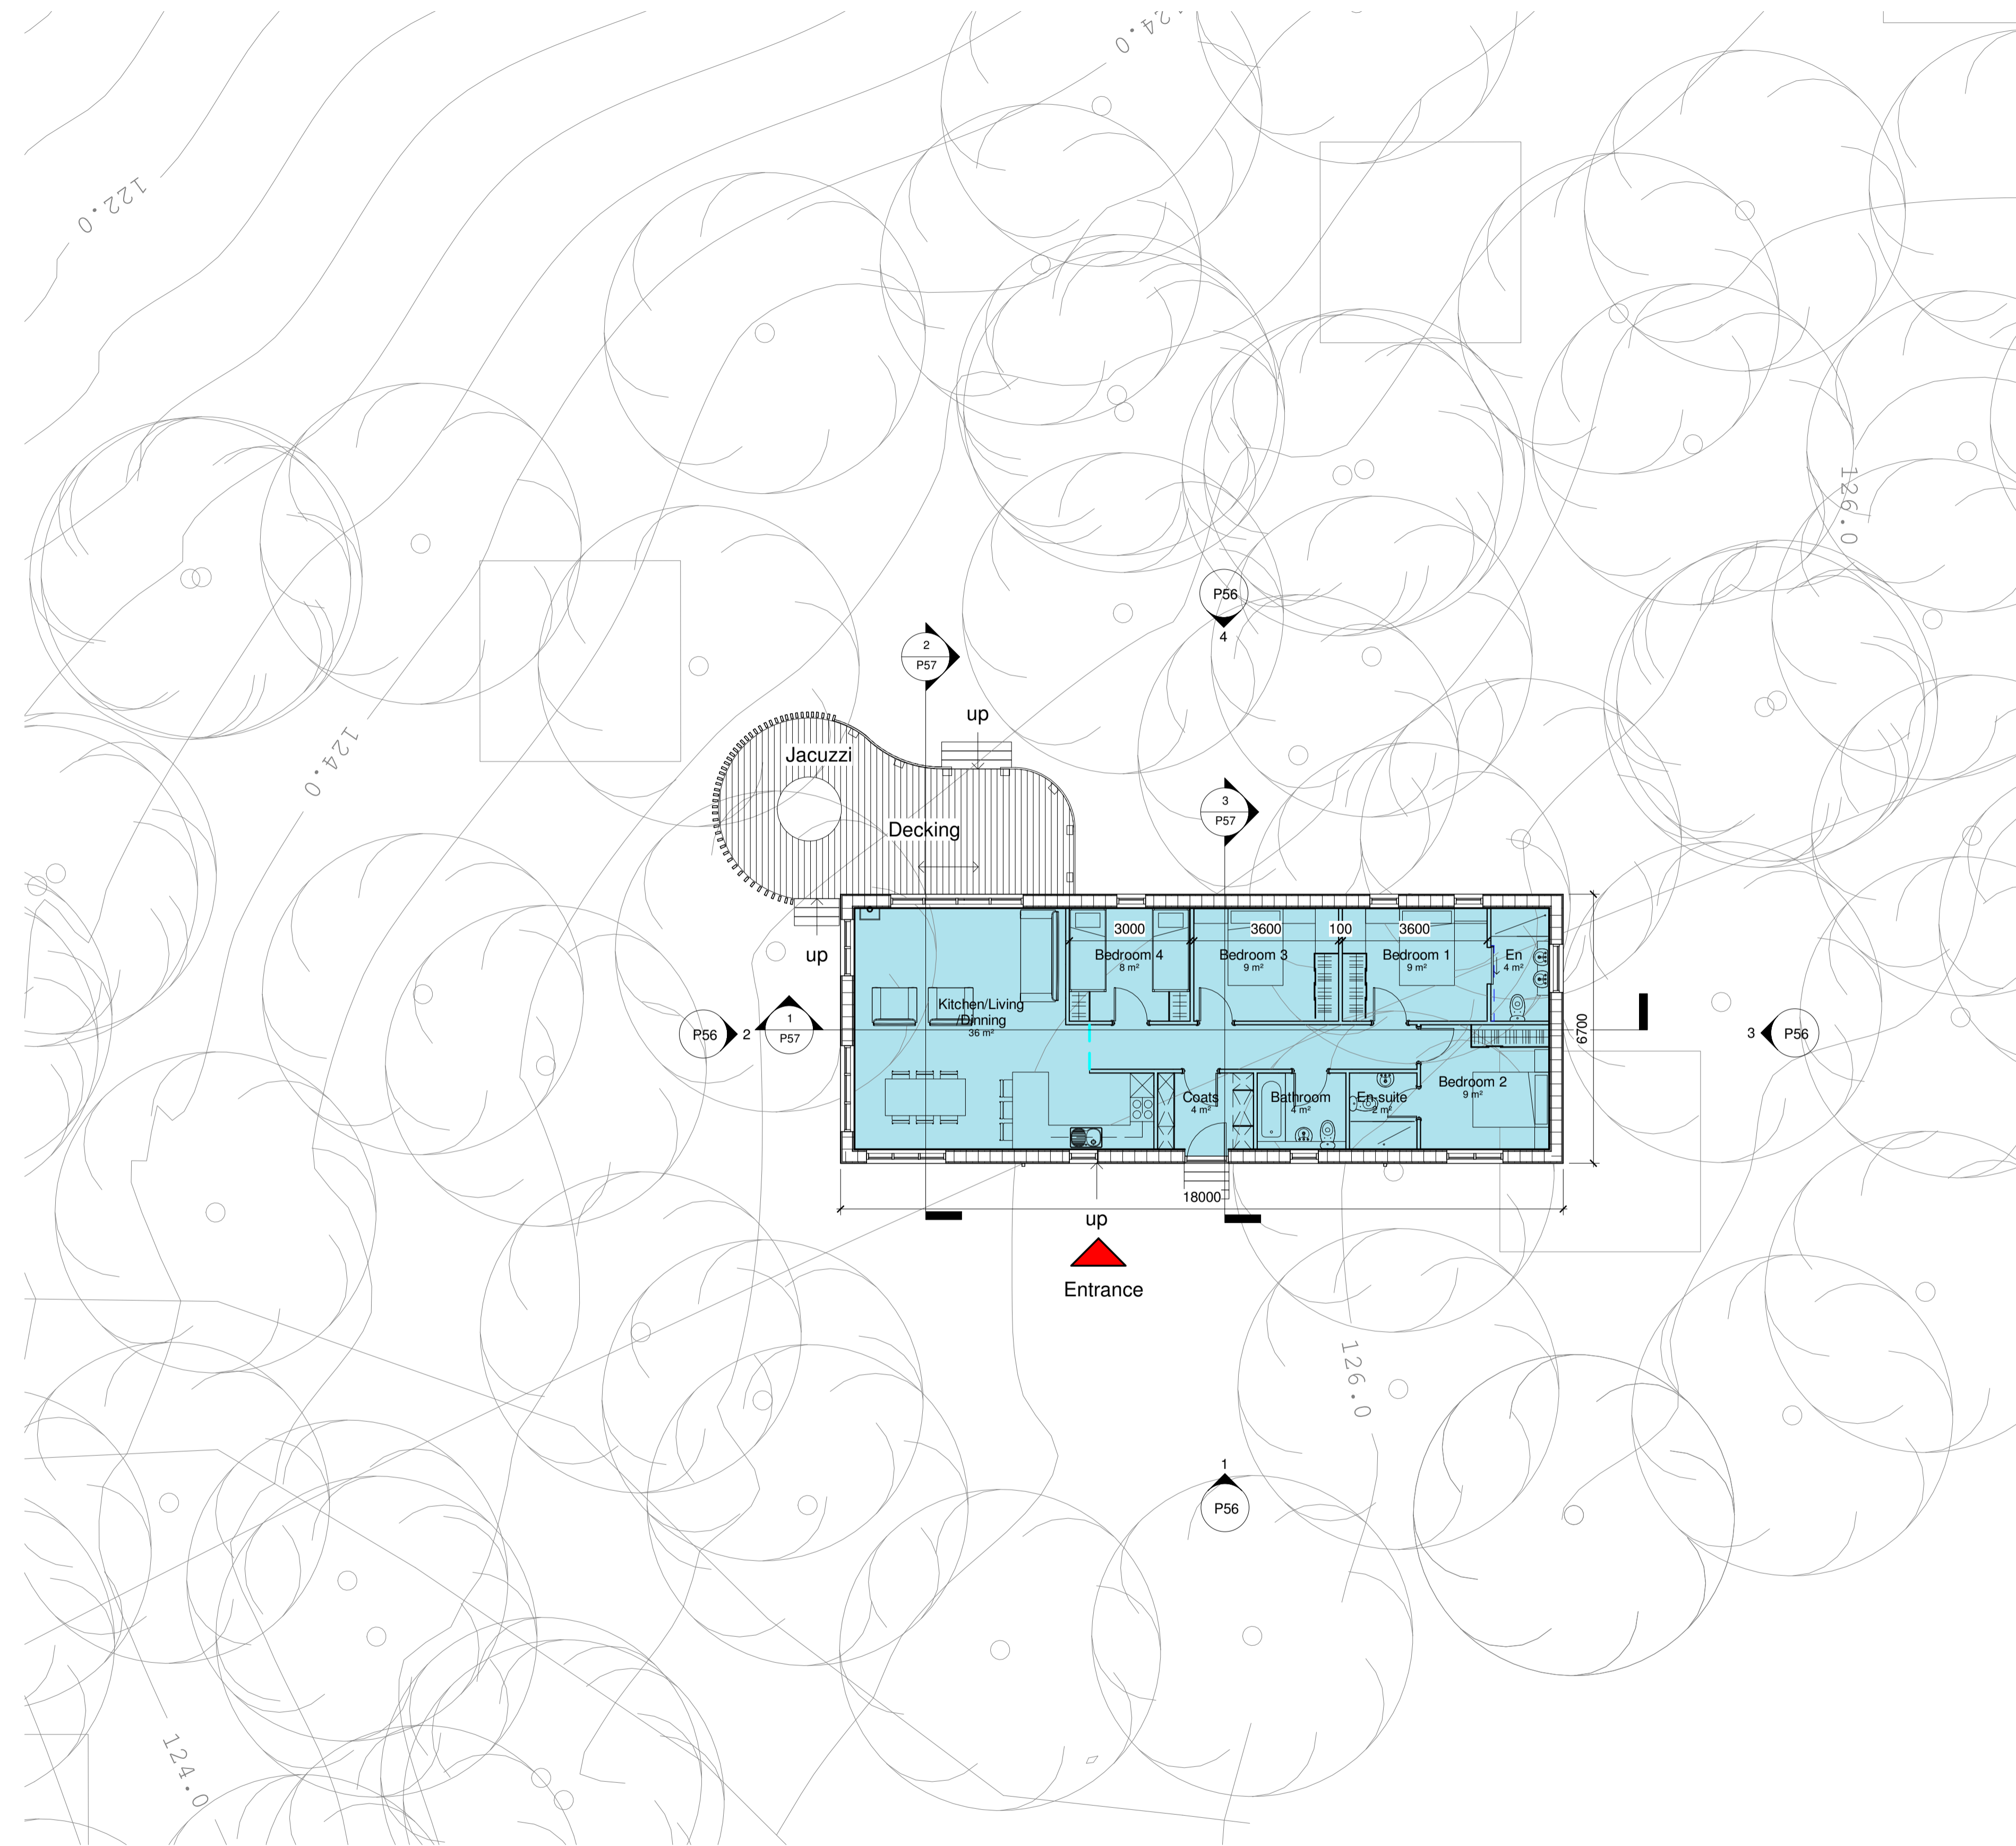 124.0
122.0
126.0
P56
4
2
P57
up
124.0
Jacuzzi
3
P57
Decking
3000
3600
100
3600
up
Bedroom 4
8 m²
Bedroom 3
9 m²
Bedroom 1
9 m²
En
4 m²
Kitchen/Living
/Dinning
36 m²
P56
2
1
P57
6700
3
P56
Bedroom 2
9 m²
Coats
4 m²
Bathroom
4 m²
En-suite
2 m²
18000
up
Entrance
126.0
1
P56
124.0